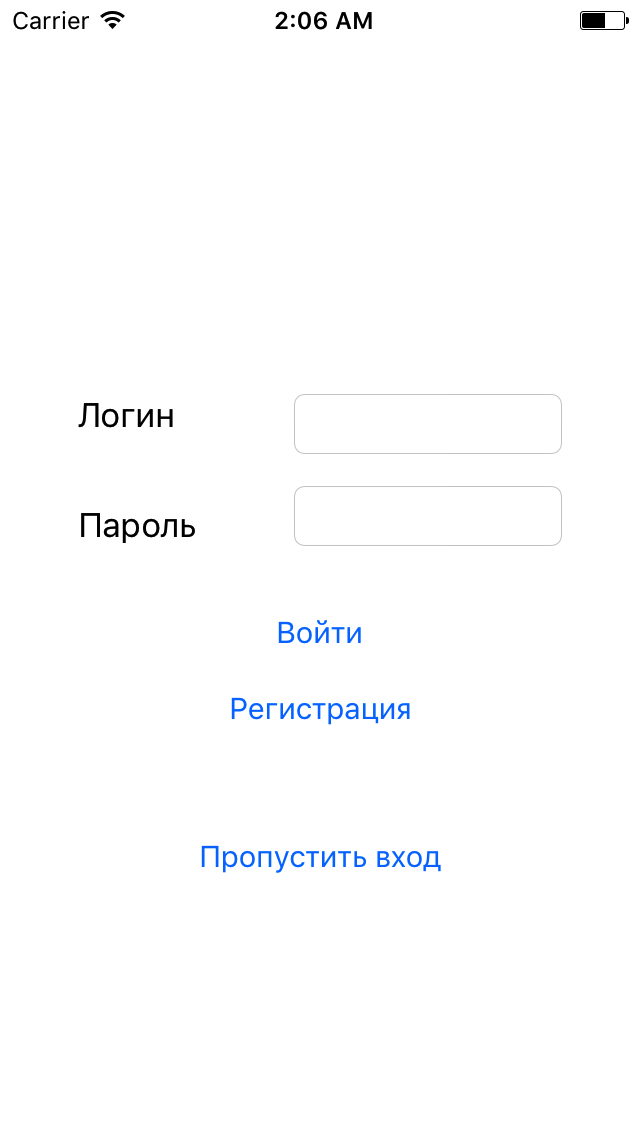 Carrier 2:06 AM
Логин
Пароль
Войти
Регистрация
Пропустить вход